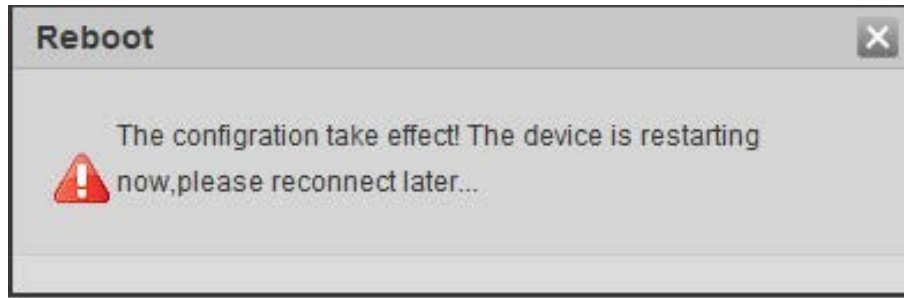 Reboot
The configration take effect! The device is restarting
now,please reconnect later...